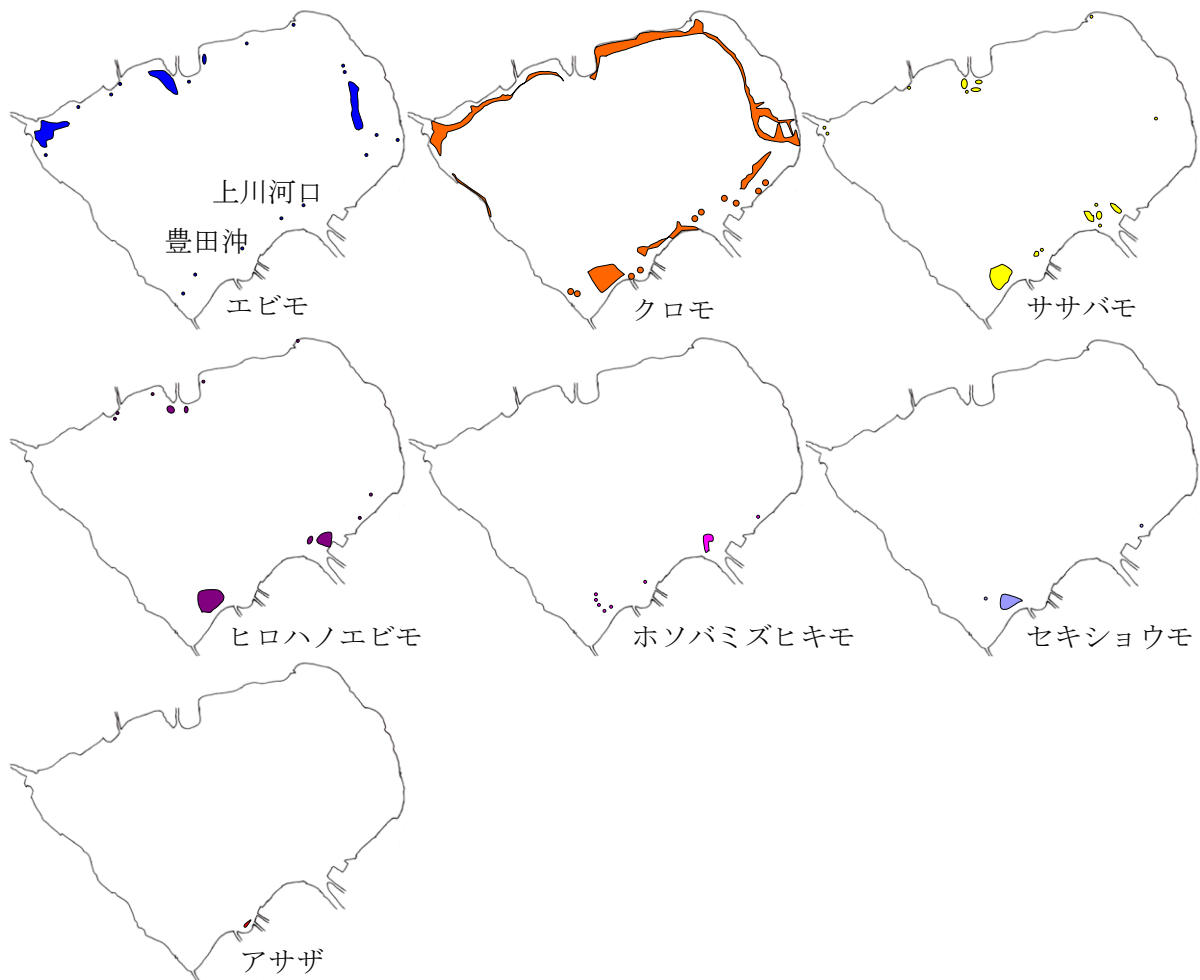 上川河口
豊田沖
エビモ
クロモ
ササバモ
ヒロハノエビモ
ホソバミズヒキモ
セキショウモ
アサザ